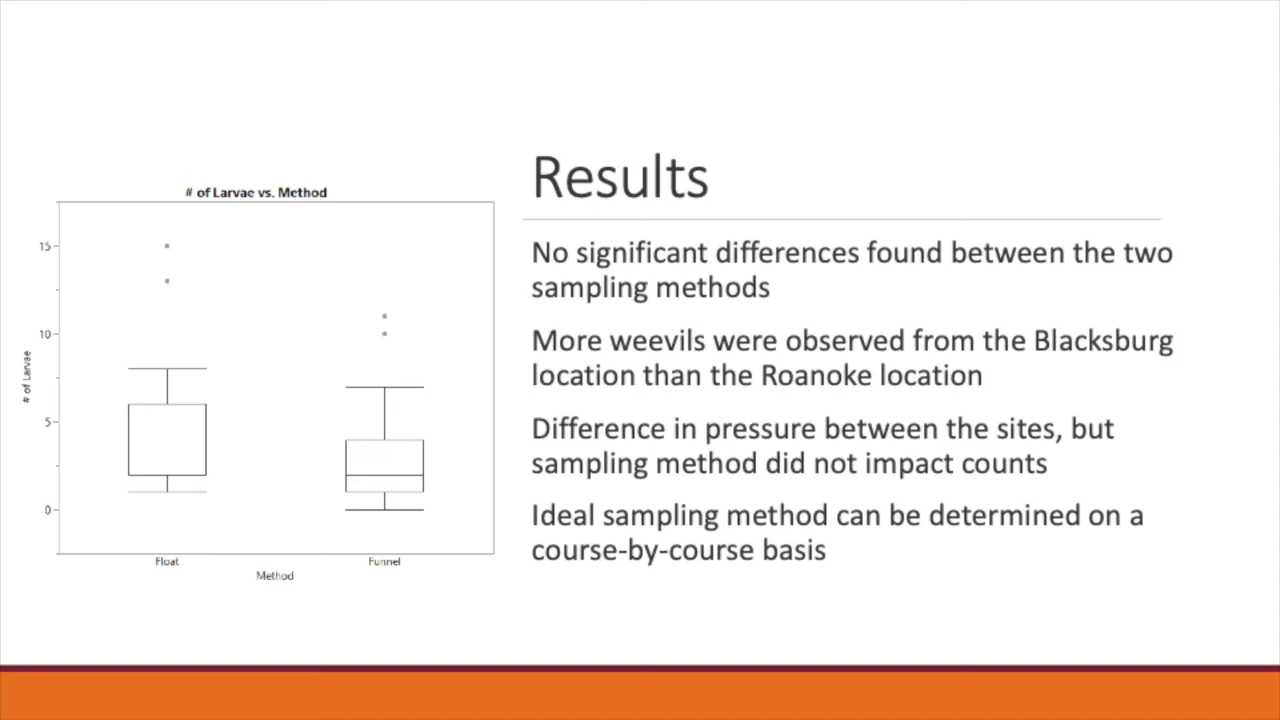 Results
# of Larvae vs. Method
15
10
5
0
# of Larvae
Float
Funnel
Method
No significant differences found between the two
sampling methods
More weevils were observed from the Blacksburg
location than the Roanoke location
Difference in pressure between the sites, but
sampling method did not impact counts
Ideal sampling method can be determined on a
course-by-course basis